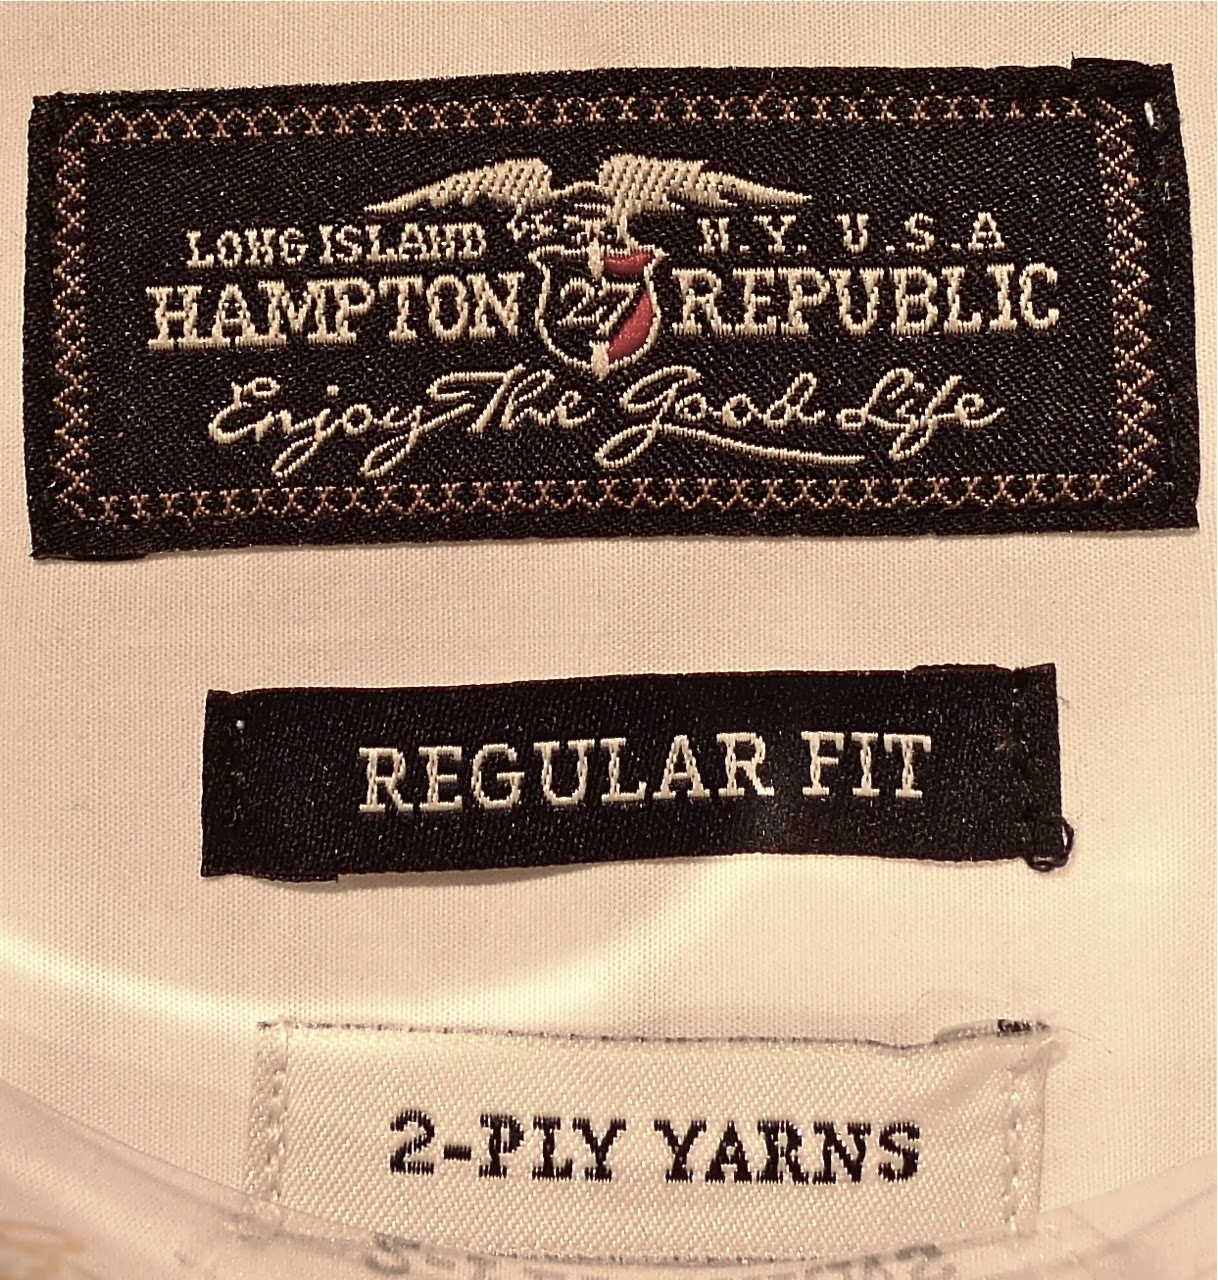 LONG ISLAND N.Y. U.S.A
HAMPTON 27 REPUBLIC
Enjoy The Good Life
REGULAR FIT
2-PLY YARNS